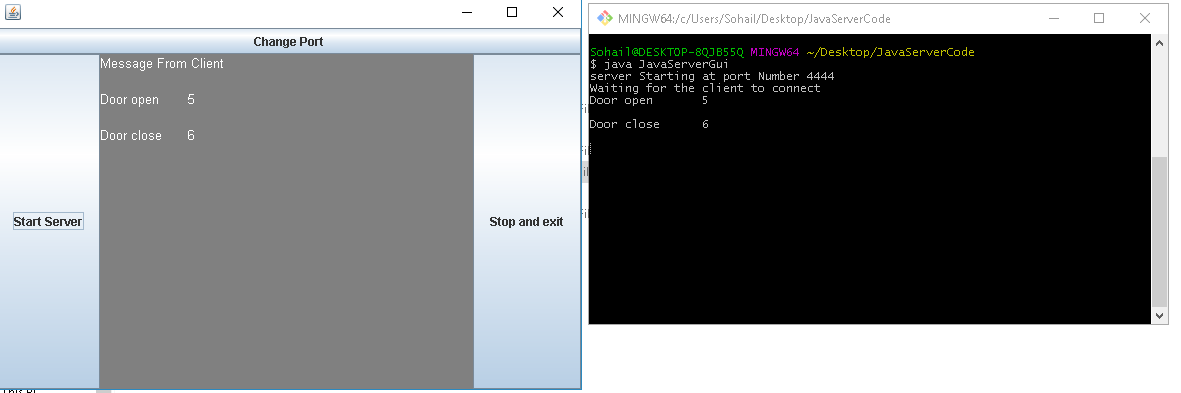 Change Port
Message From Client
Door open 5
Door close 6
Start Server
Stop and exit
MINGW64:/c/Users/Sohail/Desktop/JavaServerCode
Sohail@DESKTOP-8QJB55Q MINGW64 ~/Desktop/JavaServerCode
$ java JavaServerGui
server Starting at port Number 4444
Waiting for the client to connect
Door open 5
Door close 6